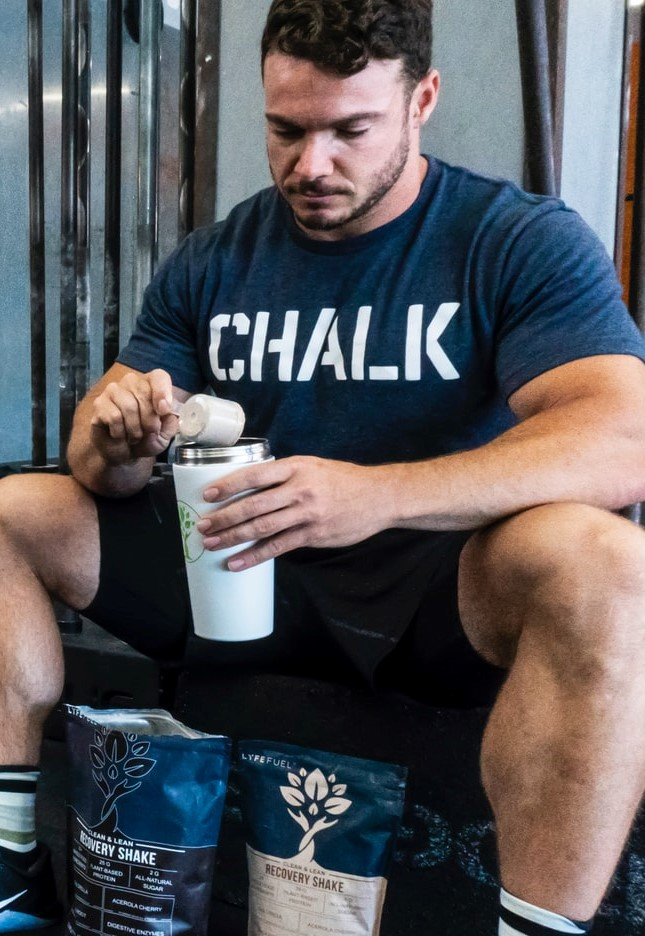 CHALK
LYFEFUEL
CLEAN & LEAN
RECOVERY SHAKE
25 G
PLANT-BASED
PROTEIN
2 G
ALL-NATURAL
SUGAR
ACEROLA CHERRY
DIGESTIVE ENZYMES
LYFEFUEL
CLEAN & LEAN
RECOVERY SHAKE